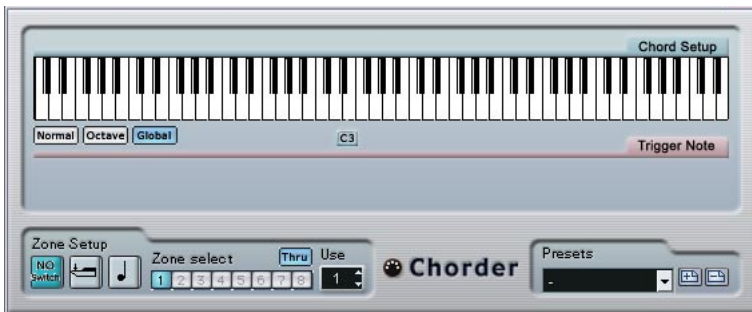 Chord Setup
Normal Octave Global C3
Trigger Note
Zone Setup
NO Switch
Zone select Thru
1 2 3 4 5 6 7 8
Use
1
Chorder
Presets
-